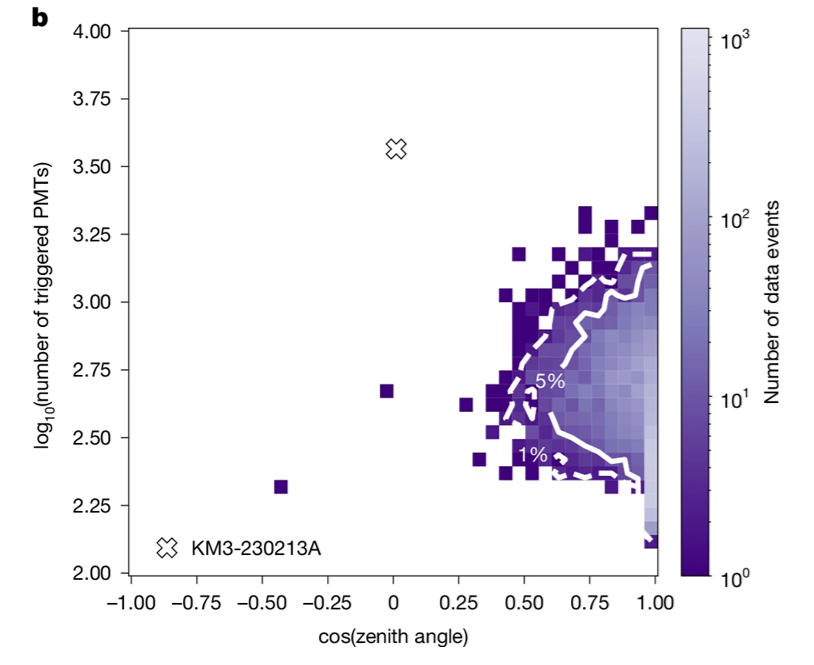 b
4.00
3.75
3.50
3.25
3.00
2.75
2.50
2.25
2.00
log10(number of triggered PMTs)
5%
1%
KM3-230213A
−1.00 −0.75 −0.50 −0.25 0 0.25 0.50 0.75 1.00
cos(zenith angle)
10³
10²
10¹
10⁰
Number of data events